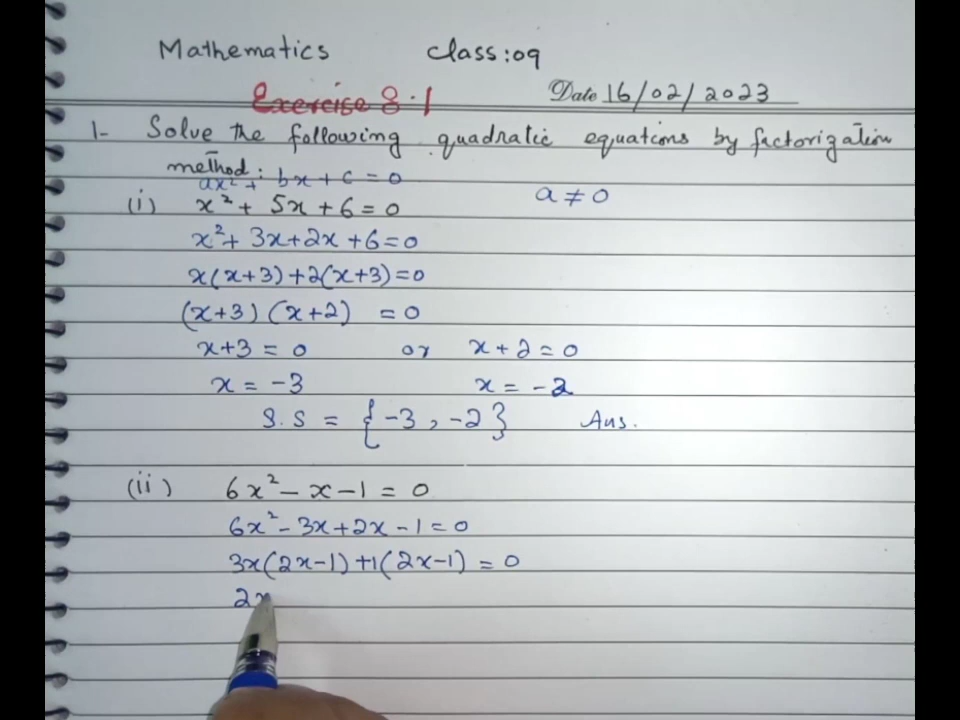 Mathematics Class:09
Exercise 8.1 Date 16/02/2023
1- Solve the following quadratic equations by factorization
method:
ax² + bx + c = 0 a ≠ 0
(i) x² + 5x + 6 = 0
x² + 3x + 2x + 6 = 0
x(x+3) + 2(x+3) = 0
(x+3) (x+2) = 0
x+3 = 0 or x+2 = 0
x = -3 x = -2
S.S = {-3, -2} Ans.
(ii) 6x² - x - 1 = 0
6x² - 3x + 2x - 1 = 0
3x(2x-1) + 1(2x-1) = 0
2x